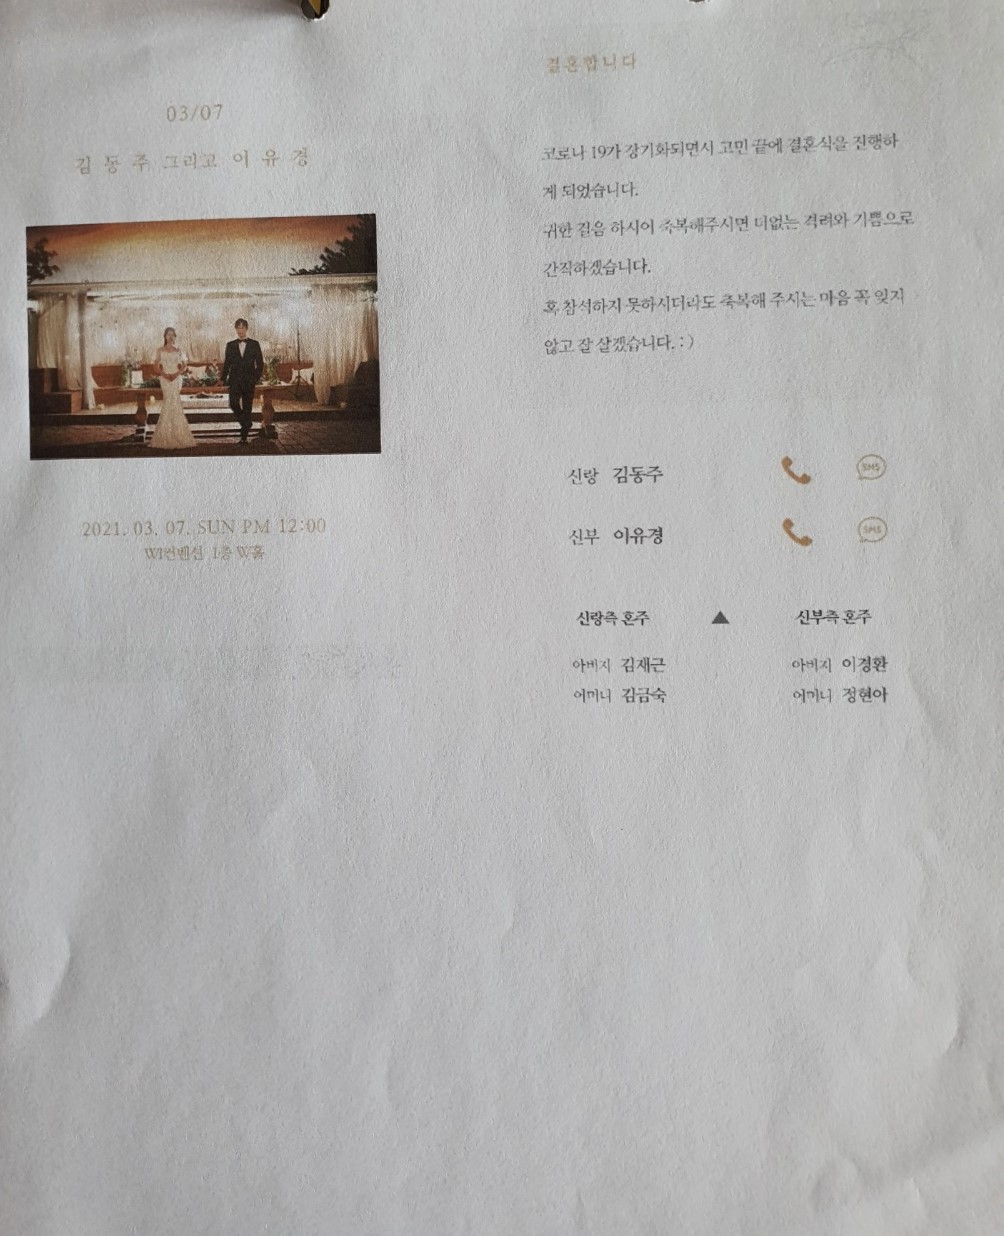 03/07
김 동 주 그리고 이 유 경
2021. 03. 07. SUN PM 12:00
WI컨벤션 1층 W홀
결혼합니다
코로나 19가 장기화되면서 고민 끝에 결혼식을 진행하
게 되었습니다.
귀한 걸음 하시어 축복해주시면 더없는 격려와 기쁨으로
간직하겠습니다.
혹 참석하지 못하시더라도 축복해 주시는 마음 꼭 잊지
않고 잘 살겠습니다. : )
신랑 김동주 SMS
신부 이유경 SMS
신랑측 혼주 ▲ 신부측 혼주
아버지 김재근 아버지 이경환
어머니 김금숙 어머니 정현아